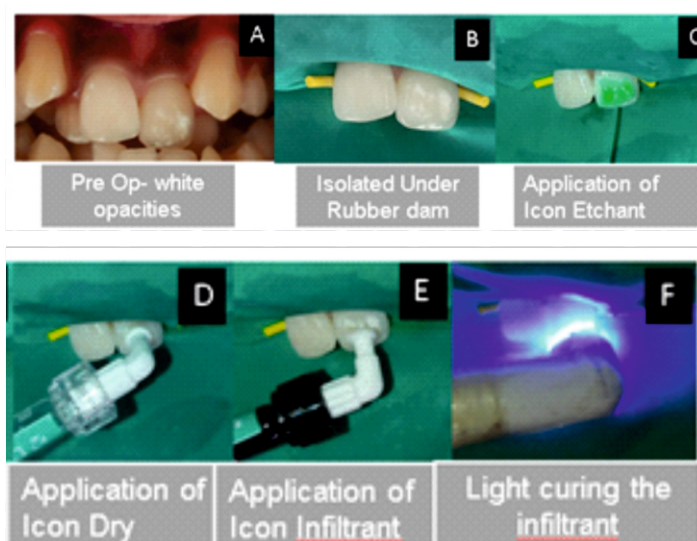 A
B
C
Pre Op- white
opacities
Isolated Under
Rubber dam
Application of
Icon Etchant
D
E
F
Application of
Icon Dry
Application of
Icon Infiltrant
Light curing the
infiltrant